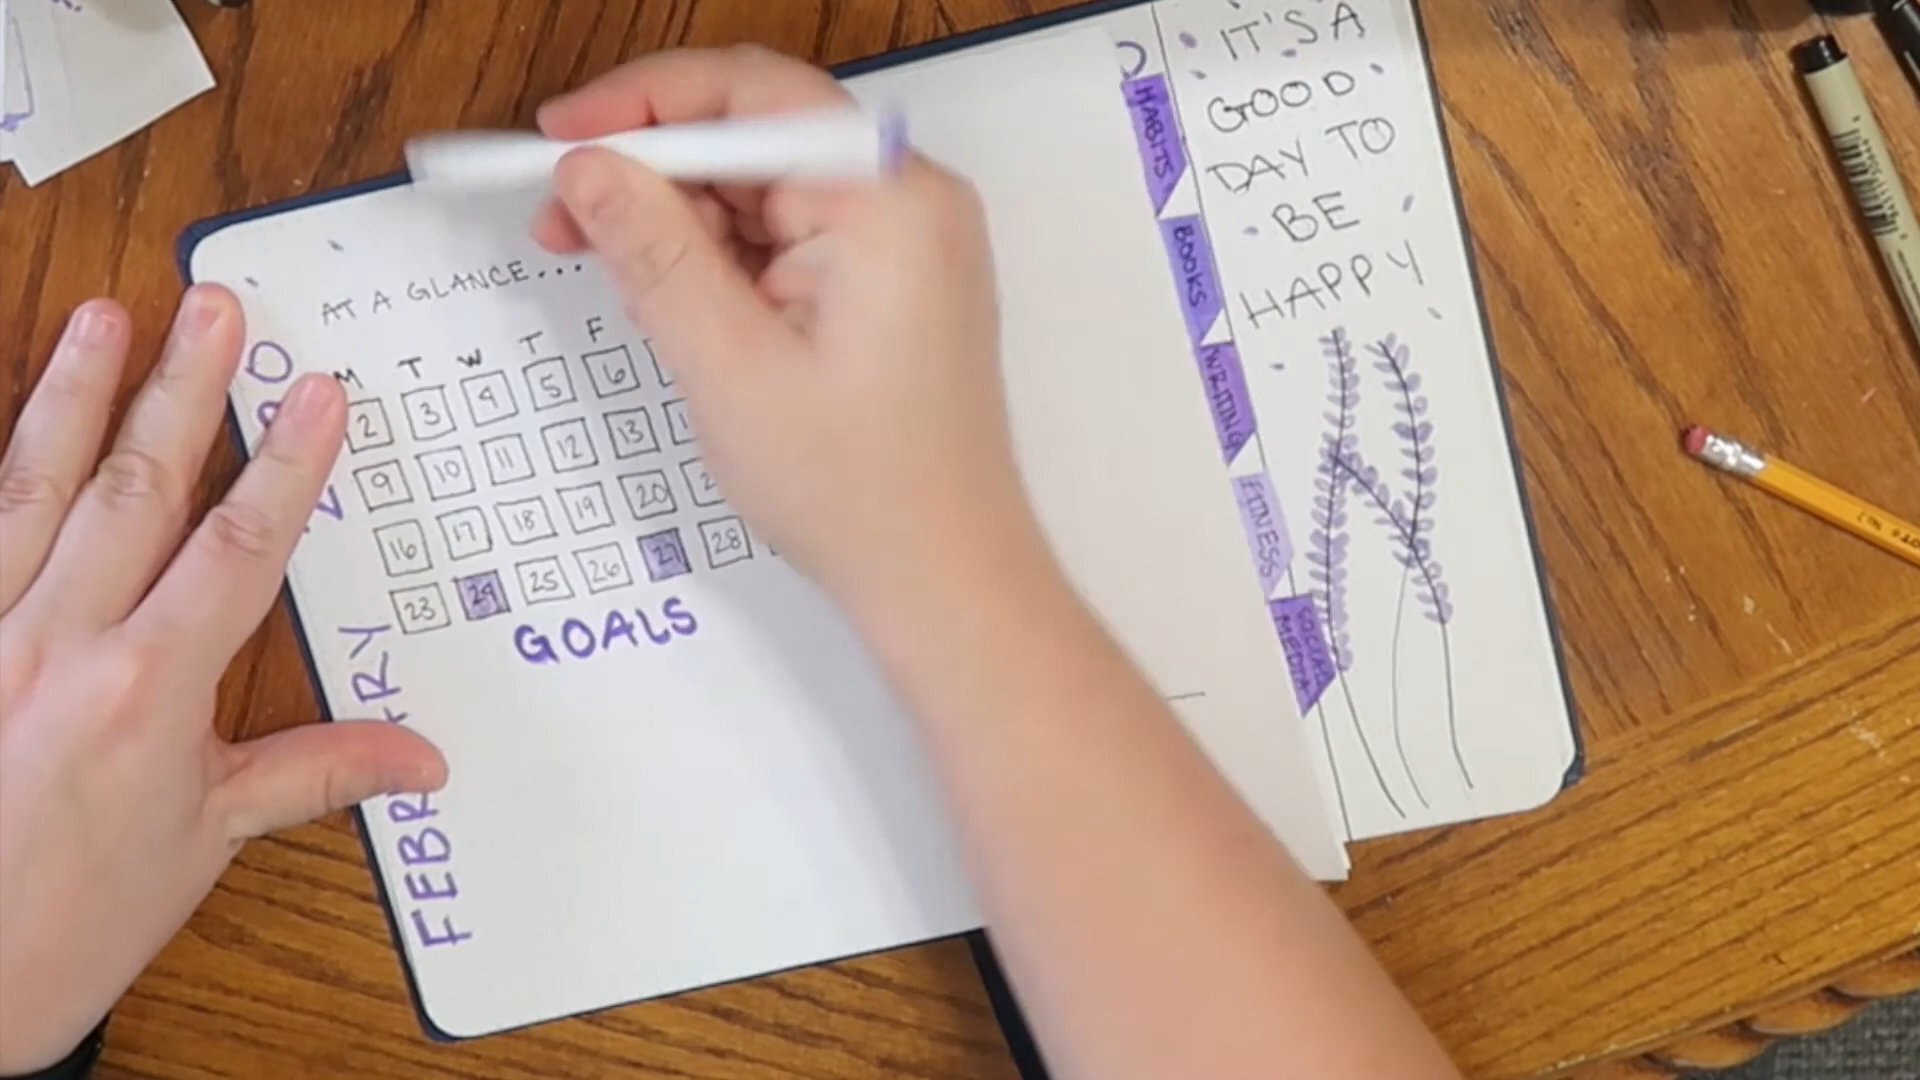 AT A GLANCE...
M T W T F
2 3 4 5 6
9 10 11 12 13
16 17 18 19 20
23 24 25 26 27 28
GOALS
HABITS
BOOKS
WRITING
FITNESS
SOCIAL
MEDIA
IT'S A
GOOD
DAY TO
BE
HAPPY